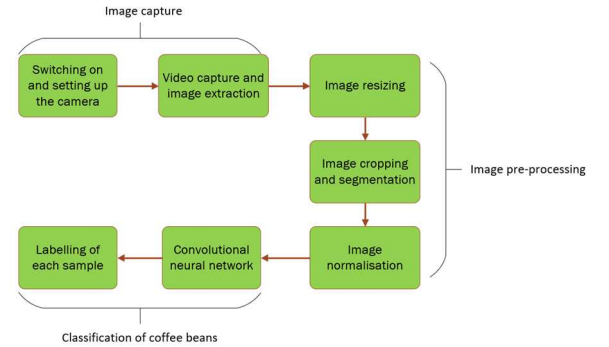 Image capture
Switching on
and setting up
the camera
Video capture and
image extraction
Image resizing
Image cropping
and segmentation
Image pre-processing
Labelling of
each sample
Convolutional
neural network
Image
normalisation
Classification of coffee beans